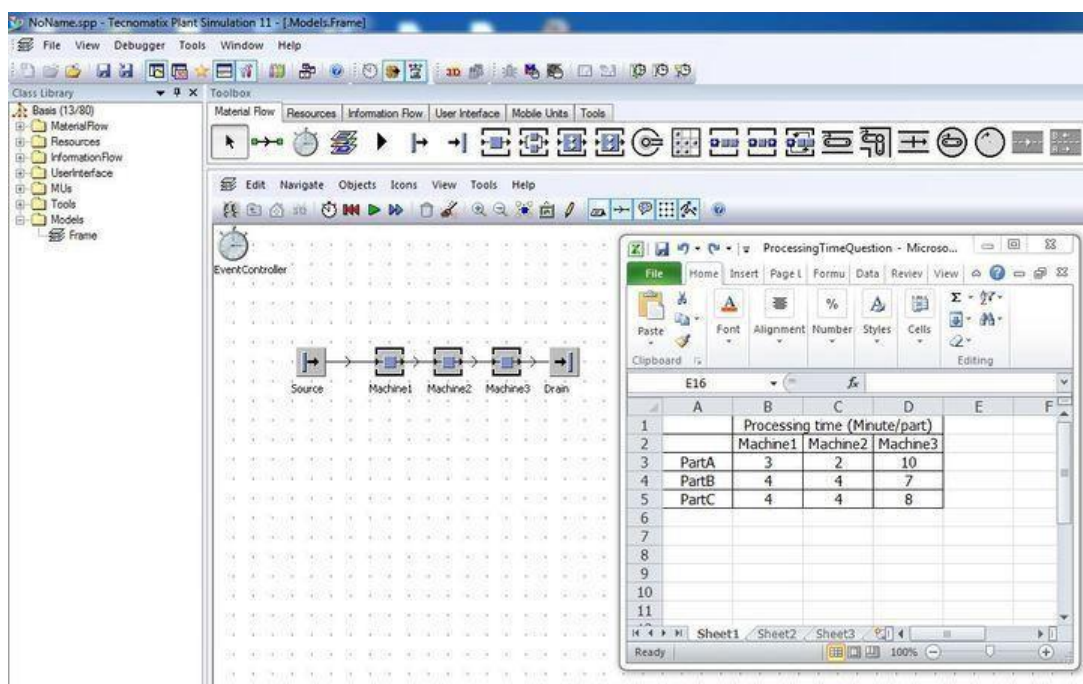 NoName.spp - Tecnomatix Plant Simulation 11 - [.Models.Frame]
File View Debugger Tools Window Help
3D
Class Library
Toolbox
Basis (13/80)
MaterialFlow
Resources
InformationFlow
UserInterface
MUs
Tools
Models
Frame
Material Flow Resources Information Flow User Interface Mobile Units Tools
Edit Navigate Objects Icons View Tools Help
EventController
Source Machine1 Machine2 Machine3 Drain
ProcessingTimeQuestion - Microso...
File Home Insert Page L Formu Data Review View
Paste Font Alignment Number Styles Cells
Clipboard Editing
E16 fx
A B C D E F
1 Processing time (Minute/part)
2 Machine1 Machine2 Machine3
3 PartA 3 2 10
4 PartB 4 4 7
5 PartC 4 4 8
6
7
8
9
10
11
Sheet1 Sheet2 Sheet3
Ready 100%